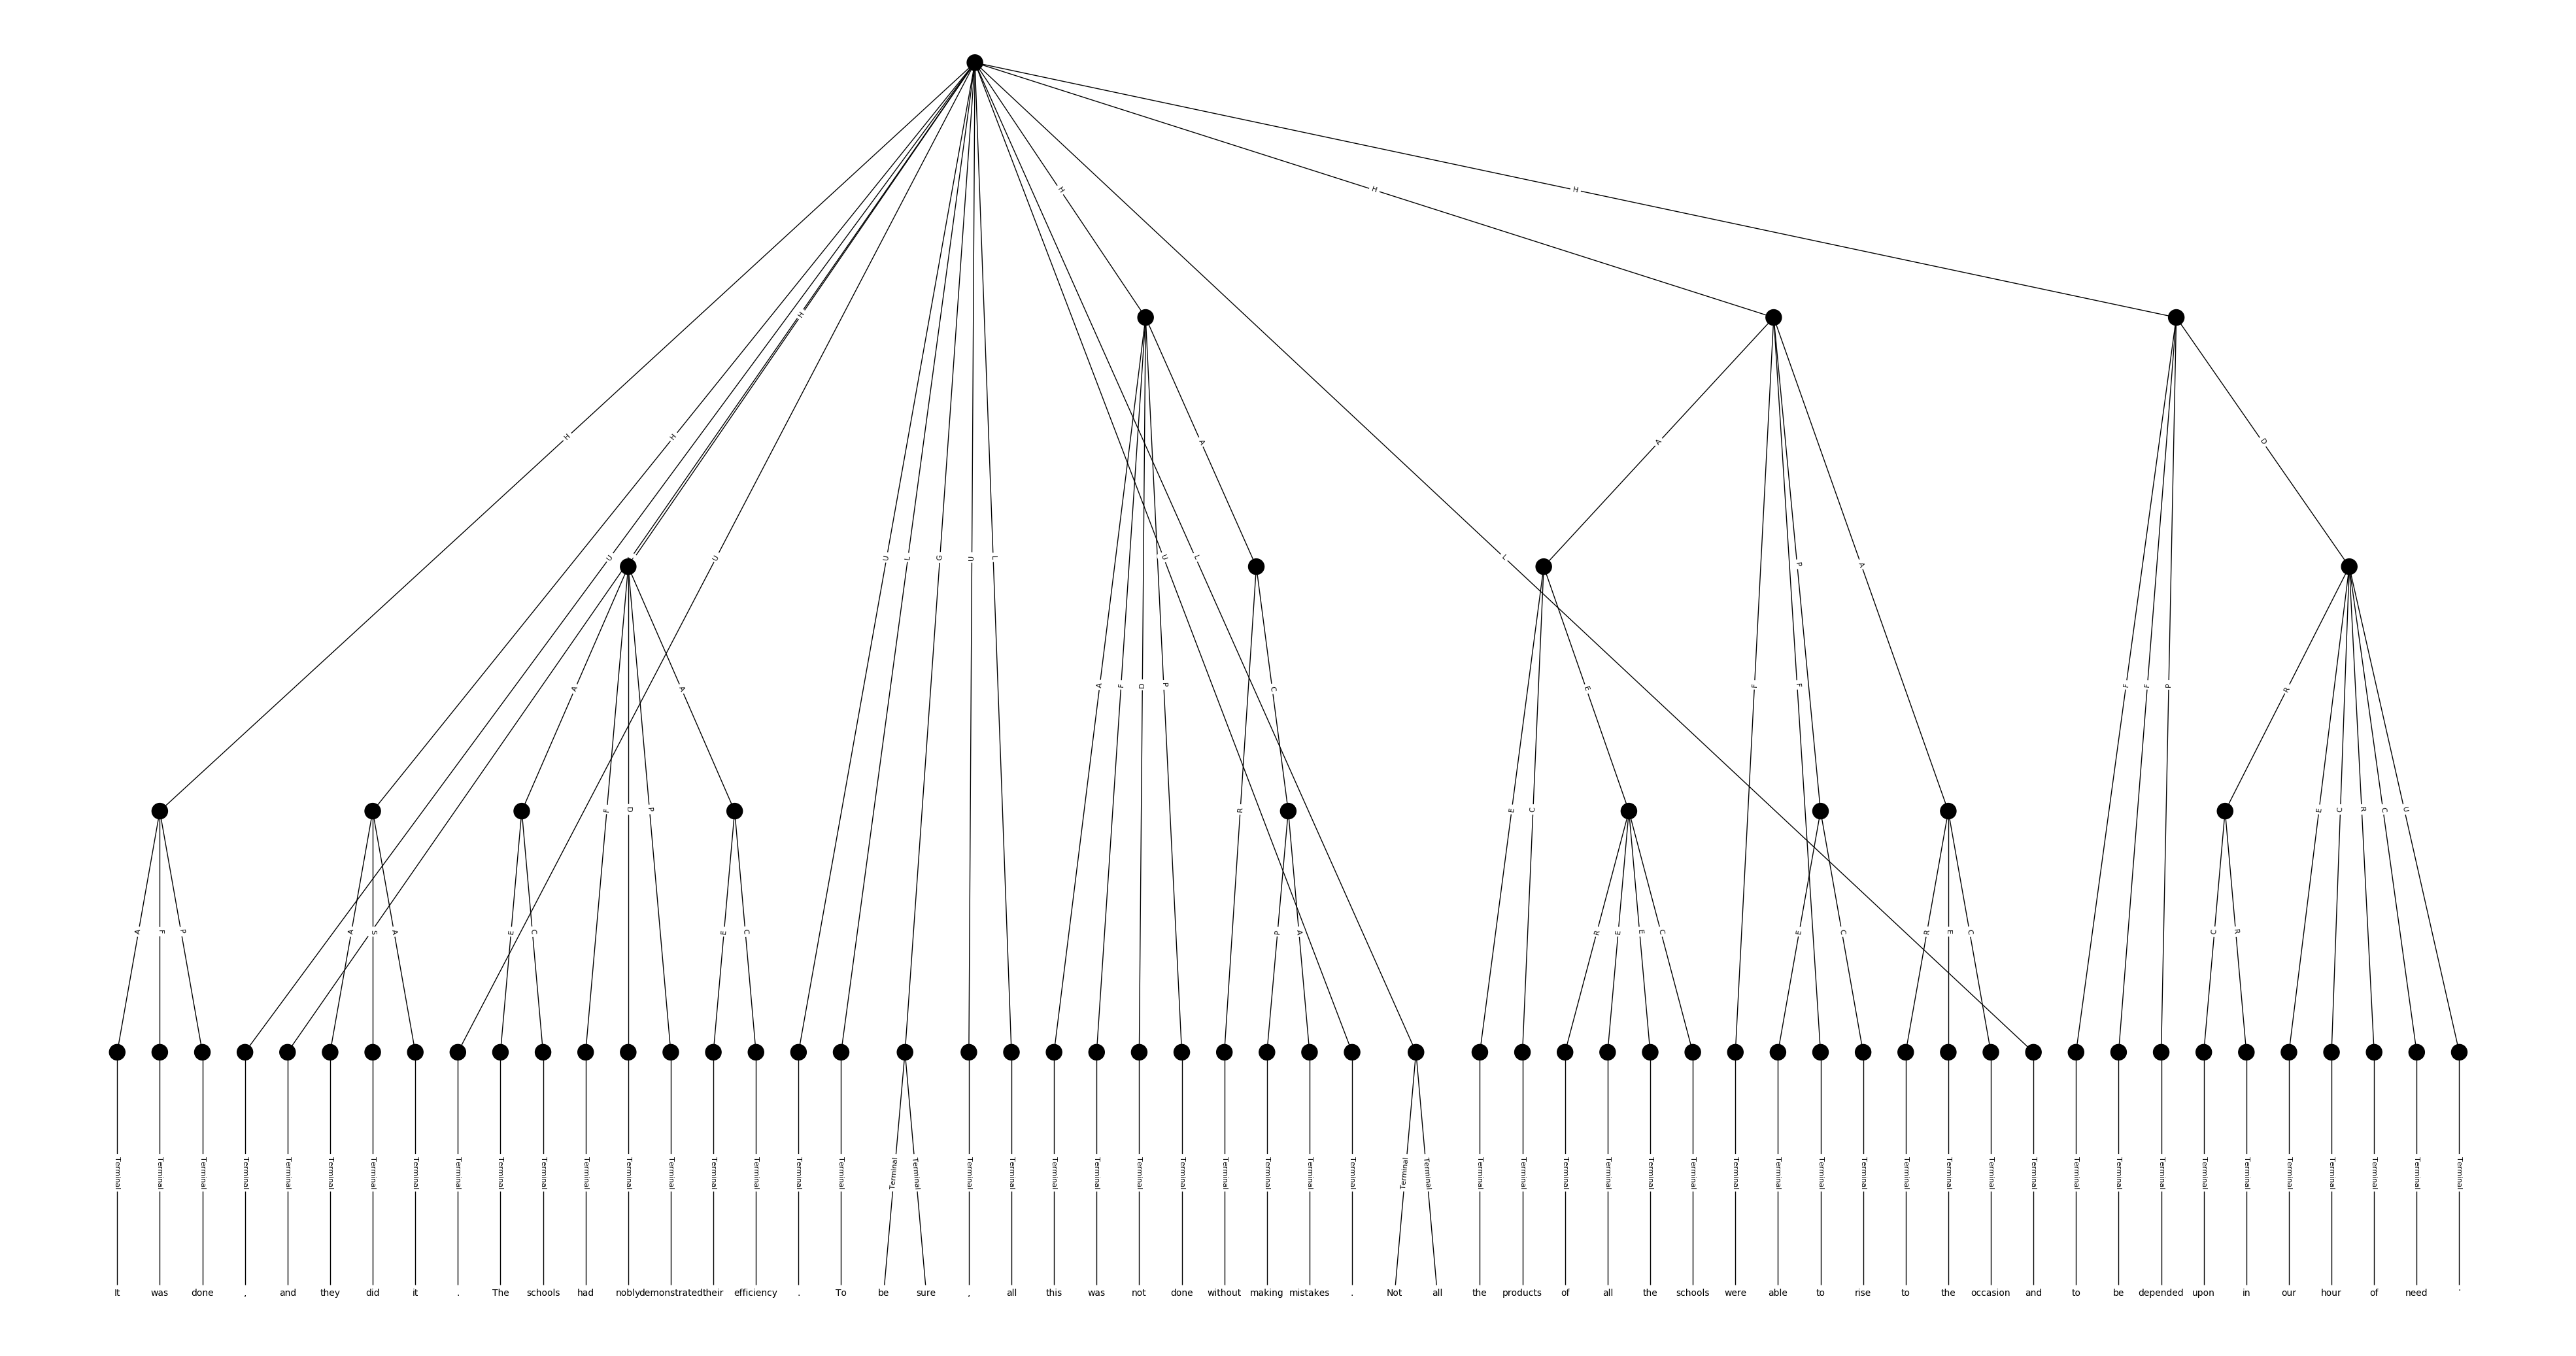 H H H
H
H H
A A D
U L H U U L G U L U L L
P A
A A A F D P F P E F F F P R
E C F D P R C E C E C R C U
A F P A S A E C E C P A R E E C E C R E C C R
Terminal Terminal Terminal Terminal Terminal Terminal Terminal Terminal Terminal Terminal Terminal Terminal Terminal Terminal Terminal Terminal Terminal Terminal Terminal Terminal Terminal Terminal Terminal Terminal Terminal Terminal Terminal Terminal Terminal Terminal Terminal Terminal Terminal Terminal Terminal Terminal Terminal Terminal Terminal Terminal Terminal Terminal Terminal Terminal Terminal Terminal Terminal Terminal Terminal Terminal Terminal Terminal Terminal Terminal Terminal
It was done , and they did it . The schools had nobly demonstrated their efficiency . To be sure , all this was not done without making mistakes . Not all the products of all the schools were able to rise to the occasion and to be depended upon in our hour of need .